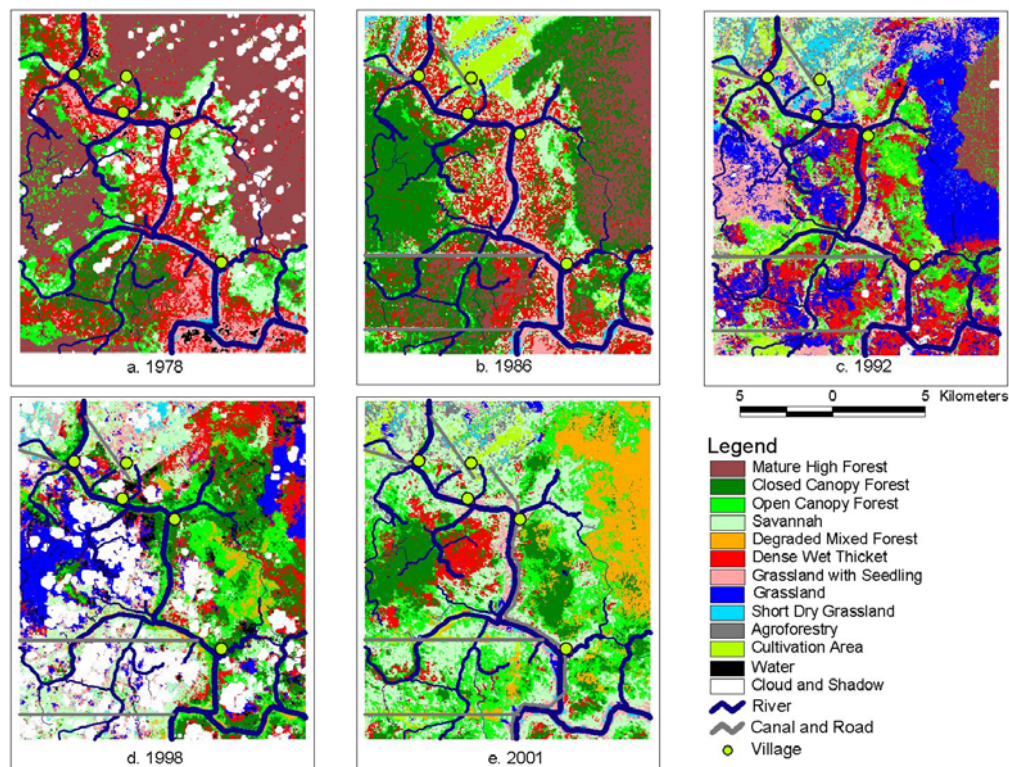 a. 1978
b. 1986
c. 1992
5 0 5 Kilometers
d. 1998
e. 2001
Legend
Mature High Forest
Closed Canopy Forest
Open Canopy Forest
Savannah
Degraded Mixed Forest
Dense Wet Thicket
Grassland with Seedling
Grassland
Short Dry Grassland
Agroforestry
Cultivation Area
Water
Cloud and Shadow
River
Canal and Road
Village